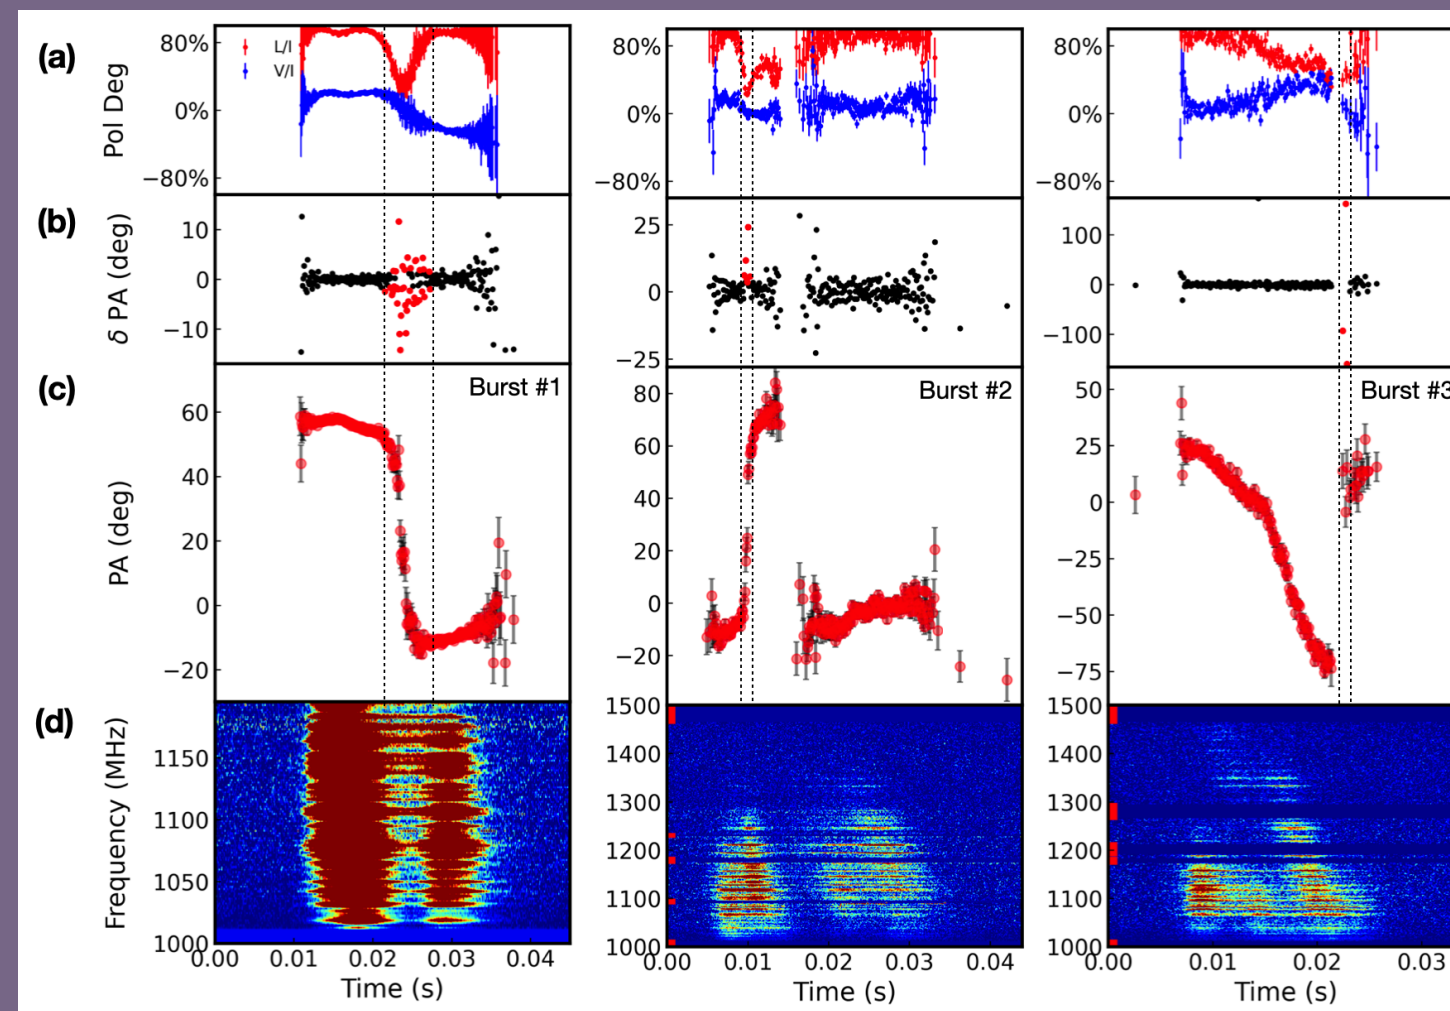 (a)
Pol Deg
80%
0%
−80%
L/I
V/I
80%
0%
−80%
80%
0%
−80%
(b)
δ PA (deg)
10
0
−10
25
0
−25
100
0
−100
(c)
PA (deg)
Burst #1
60
40
20
0
−20
Burst #2
80
60
40
20
0
−20
Burst #3
50
25
0
−25
−50
−75
(d)
Frequency (MHz)
1150
1100
1050
1000
1500
1400
1300
1200
1100
1000
1500
1400
1300
1200
1100
1000
0.00 0.01 0.02 0.03 0.04
Time (s)
0.00 0.01 0.02 0.03 0.04
Time (s)
0.00 0.01 0.02 0.03
Time (s)